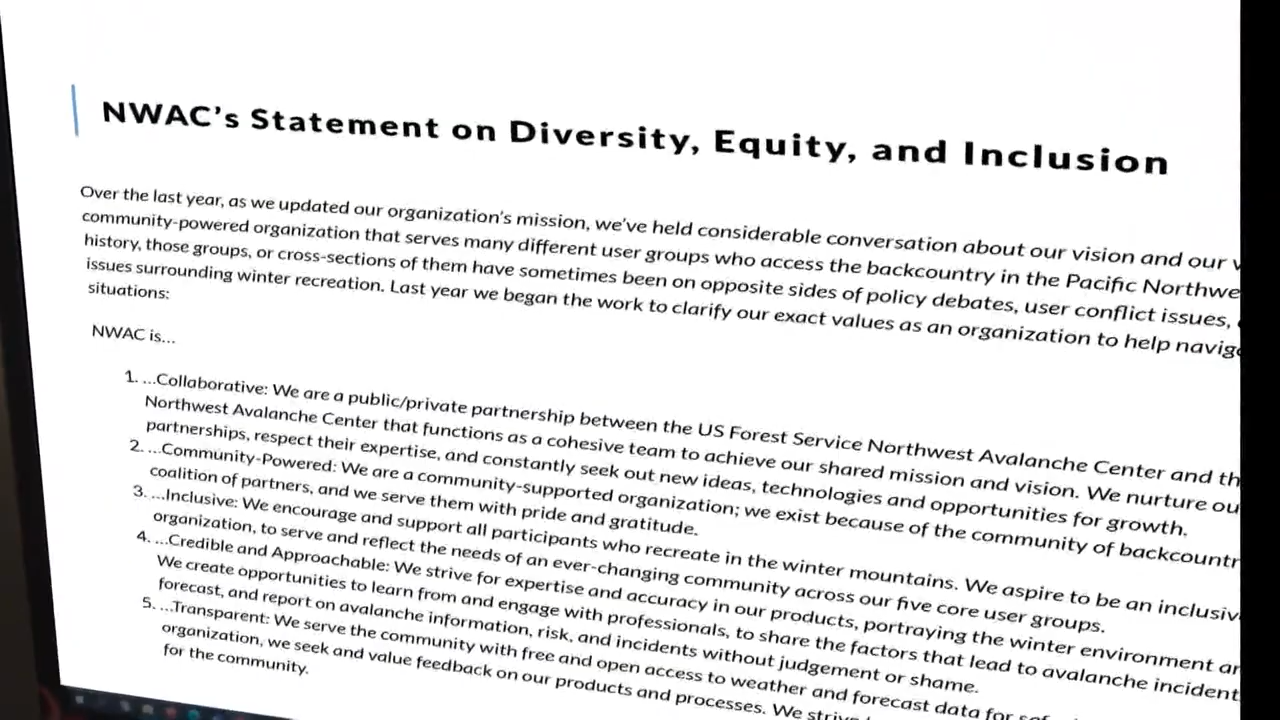 NWAC's Statement on Diversity, Equity, and Inclusion
Over the last year, as we updated our organization's mission, we've held considerable conversation about our vision and our
community-powered organization that serves many different user groups who access the backcountry in the Pacific
history, those groups, or cross-sections of them have sometimes been on opposite sides of policy debates, user conflict issues,
issues surrounding winter recreation. Last year we began the work to clarify our exact values as an organization to help
situations:
NWAC is...
1. ...Collaborative: We are a public/private partnership between the US Forest Service Northwest Avalanche Center and
Northwest Avalanche Center that functions as a cohesive team to achieve our shared mission and vision. We nurture
partnerships, respect their expertise, and constantly seek out new ideas, technologies and opportunities for growth.
2. ...Community-Powered: We are a community-supported organization; we exist because of the community of
coalition of partners, and we serve them with pride and gratitude.
3. ...Inclusive: We encourage and support all participants who recreate in the winter mountains. We aspire to be an
organization, to serve and reflect the needs of an ever-changing community across our five core user groups.
4. ...Credible and Approachable: We strive for expertise and accuracy in our products, portraying the winter environment
We create opportunities to learn from and engage with professionals, to share the factors that lead to avalanche
forecast, and report on avalanche information, risk, and incidents without judgement or shame.
5. ...Transparent: We serve the community with free and open access to weather and forecast data for
organization, we seek and value feedback on our products and processes. We
for the community.